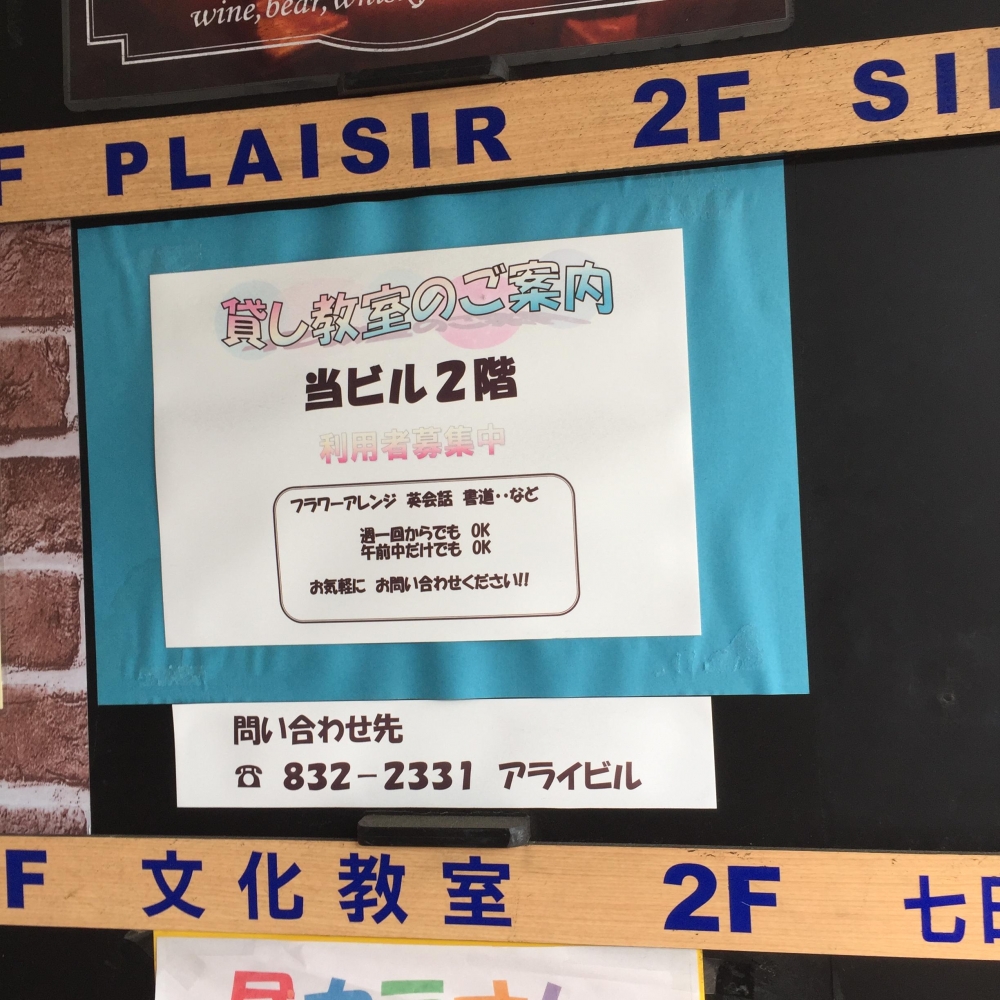 wine, bear, whisky
F PLAISIR 2F SI
貸し教室のご案内
当ビル2階
利用者募集中
フラワーアレンジ 英会話 書道‥など
週一回からでも OK
午前中だけでも OK
お気軽に お問い合わせください!!
問い合わせ先
☎ 832-2331 アライビル
F 文化教室 2F 七